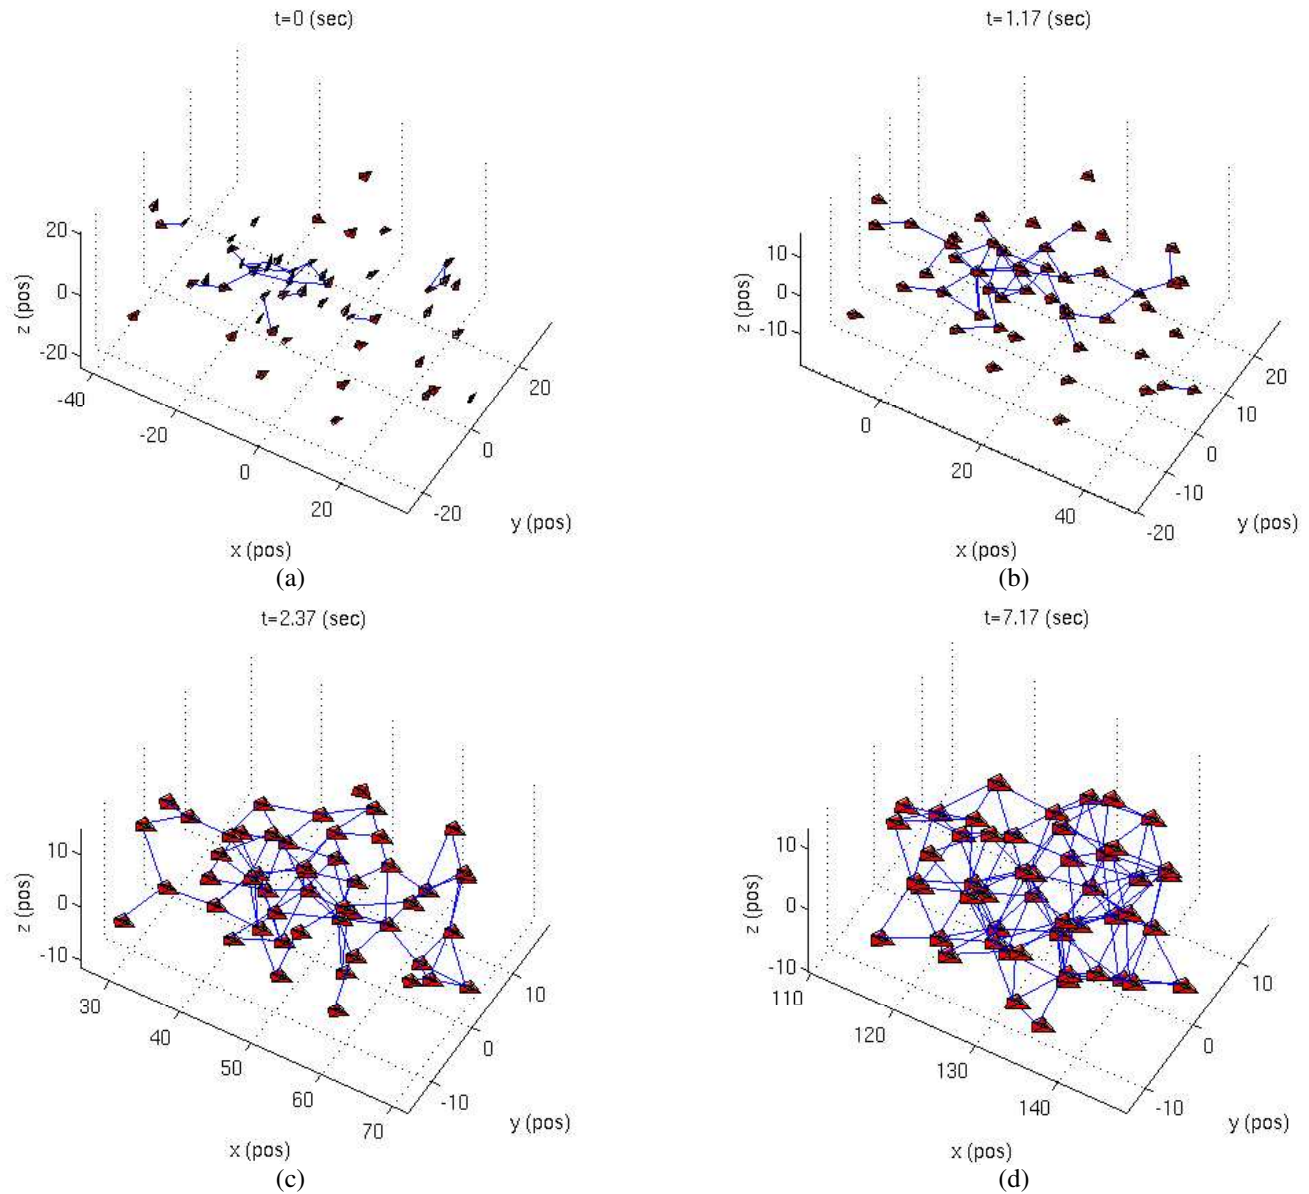 t=0 (sec)
20
0
-20
z (pos)
-40
-20
0
20
x (pos)
-20
0
20
y (pos)
(a)
t=1.17 (sec)
10
0
-10
z (pos)
0
20
40
x (pos)
-20
-10
0
10
20
y (pos)
(b)
t=2.37 (sec)
10
0
-10
z (pos)
30
40
50
60
70
x (pos)
-10
0
10
y (pos)
(c)
t=7.17 (sec)
10
0
-10
z (pos)
110
120
130
140
x (pos)
-10
0
10
y (pos)
(d)